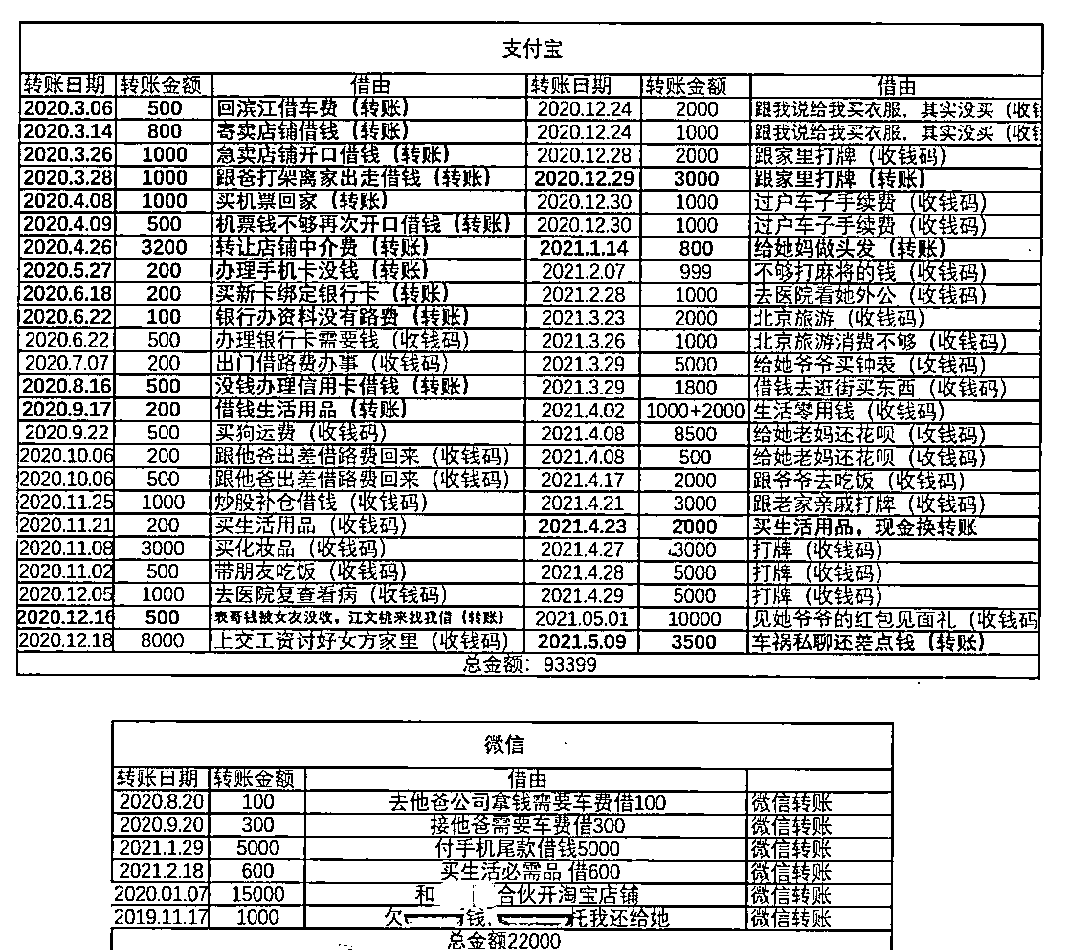 支付宝
转账日期 转账金额 借由 转账日期 转账金额 借由
2020.3.06 500 回滨江借车费（转账） 2020.12.24 2000 跟我说给我买衣服，其实没买（收钱
2020.3.14 800 寄卖店铺借钱（转账） 2020.12.24 1000 跟我说给我买衣服，其实没买（收钱
2020.3.26 1000 急卖店铺开口借钱（转账） 2020.12.28 2000 跟家里打牌（收钱码）
2020.3.28 1000 跟爸打架离家出走借钱（转账） 2020.12.29 3000 跟家里打牌（转账）
2020.4.08 1000 买机票回家（转账） 2020.12.30 1000 过户车子手续费（收钱码）
2020.4.09 500 机票钱不够再次开口借钱（转账） 2020.12.30 1000 过户车子手续费（收钱码）
2020.4.26 3200 转让店铺中介费（转账） 2021.1.14 800 给她妈做头发（转账）
2020.5.27 200 办理手机卡没钱（转账） 2021.2.07 999 不够打麻将的钱（收钱码）
2020.6.18 200 买新卡绑定银行卡（转账） 2021.2.28 1000 去医院看她外公（收钱码）
2020.6.22 100 银行办资料没有路费（转账） 2021.3.23 2000 北京旅游（收钱码）
2020.6.22 500 办理银行卡需要钱（收钱码） 2021.3.26 1000 北京旅游消费不够（收钱码）
2020.7.07 200 出门借路费办事（收钱码） 2021.3.29 5000 给她爷爷买钟表（收钱码）
2020.8.16 500 没钱办理信用卡借钱（转账） 2021.3.29 1800 借钱去逛街买东西（收钱码）
2020.9.17 200 借钱生活用品（转账） 2021.4.02 1000+2000 生活零用钱（收钱码）
2020.9.22 500 买狗运费（收钱码） 2021.4.08 8500 给她老妈还花呗（收钱码）
2020.10.06 200 跟他爸出差借路费回来（收钱码） 2021.4.08 500 给她老妈还花呗（收钱码）
2020.10.06 500 跟他爸出差借路费回来（收钱码） 2021.4.17 2000 跟爷爷去吃饭（收钱码）
2020.11.25 1000 炒股补仓借钱（收钱码） 2021.4.21 3000 跟老家亲戚打牌（收钱码）
2020.11.21 200 买生活用品（收钱码） 2021.4.23 2000 买生活用品，现金换转账
2020.11.08 3000 买化妆品（收钱码） 2021.4.27 3000 打牌（收钱码）
2020.11.02 500 带朋友吃饭（收钱码） 2021.4.28 5000 打牌（收钱码）
2020.12.05 1000 去医院复查看病（收钱码） 2021.4.29 5000 打牌（收钱码）
2020.12.16 500 表哥钱被女友没收，江文桃来找我借（转账） 2021.05.01 10000 见她爷爷的红包见面礼（收钱码
2020.12.18 8000 上交工资讨好女方家里（收钱码） 2021.5.09 3500 车祸私聊还差点钱（转账）
总金额：93399
微信
转账日期 转账金额 借由
2020.8.20 100 去他爸公司拿钱需要车费借100 微信转账
2020.9.20 300 接他爸需要车费借300 微信转账
2021.1.29 5000 付手机尾款借钱5000 微信转账
2021.2.18 600 买生活必需品 借600 微信转账
2020.01.07 15000 和 合伙开淘宝店铺 微信转账
2019.11.17 1000 欠 钱， 托我还给她 微信转账
总金额22000